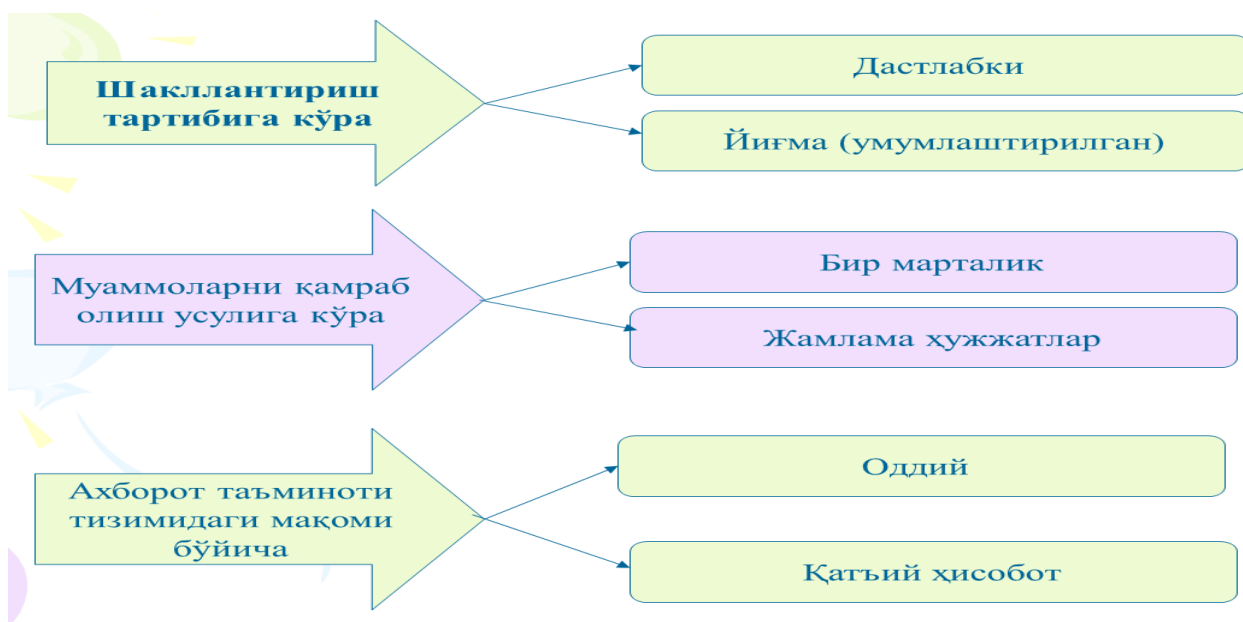 Шакллантириш
тартибига кўра
Дастлабки
Йиғма (умумлаштирилган)
Муаммоларни қамраб
олиш усулига кўра
Бир марталик
Жамлама ҳужжатлар
Ахборот таъминоти
тизимидаги мақоми
бўйича
Оддий
Қатъий ҳисобот